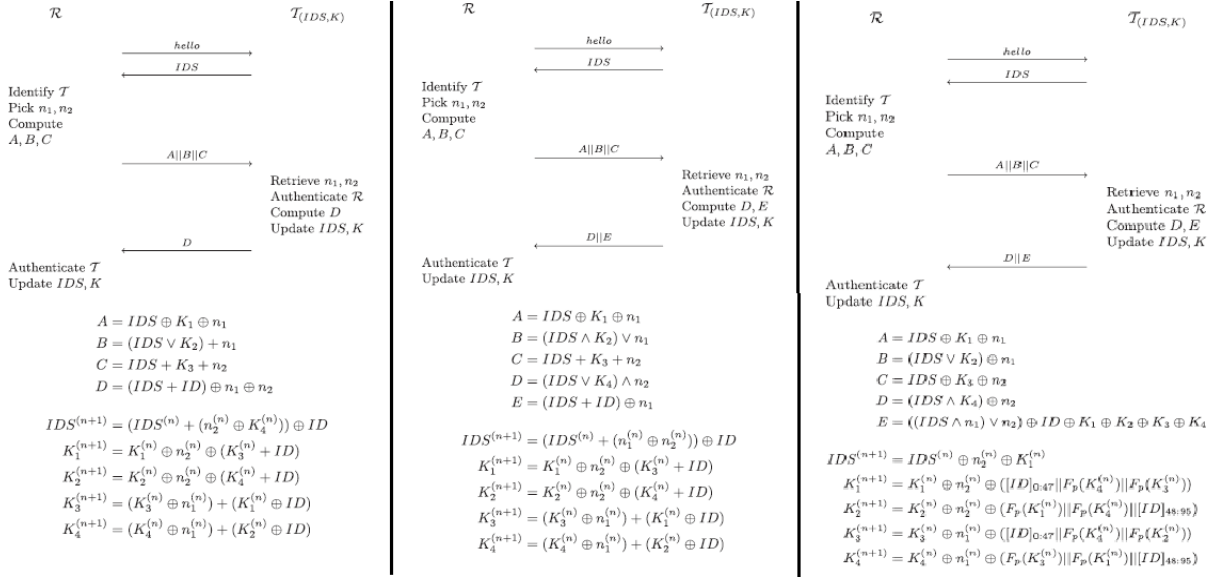 R T(IDS,K)
hello
IDS
Identify T
Pick n₁, n₂
Compute
A, B, C
A||B||C
Retrieve n₁, n₂
Authenticate R
Compute D
Update IDS, K
D
Authenticate T
Update IDS, K
A = IDS ⊕ K₁ ⊕ n₁
B = (IDS ∨ K₂) + n₁
C = IDS + K₃ + n₂
D = (IDS + ID) ⊕ n₁ ⊕ n₂
IDS^(n+1) = (IDS^(n) + (n₂^(n) ⊕ K₄^(n))) ⊕ ID
K₁^(n+1) = K₁^(n) ⊕ n₂^(n) ⊕ (K₃^(n) + ID)
K₂^(n+1) = K₂^(n) ⊕ n₂^(n) ⊕ (K₄^(n) + ID)
K₃^(n+1) = (K₃^(n) ⊕ n₁^(n)) + (K₁^(n) ⊕ ID)
K₄^(n+1) = (K₄^(n) ⊕ n₁^(n)) + (K₂^(n) ⊕ ID)
R T(IDS,K)
hello
IDS
Identify T
Pick n₁, n₂
Compute
A, B, C
A||B||C
Retrieve n₁, n₂
Authenticate R
Compute D, E
Update IDS, K
D||E
Authenticate T
Update IDS, K
A = IDS ⊕ K₁ ⊕ n₁
B = (IDS ∧ K₂) ∨ n₁
C = IDS + K₃ + n₂
D = (IDS ∨ K₄) ∧ n₂
E = (IDS + ID) ⊕ n₁
IDS^(n+1) = (IDS^(n) + (n₁^(n) ⊕ n₂^(n))) ⊕ ID
K₁^(n+1) = K₁^(n) ⊕ n₂^(n) ⊕ (K₃^(n) + ID)
K₂^(n+1) = K₂^(n) ⊕ n₂^(n) ⊕ (K₄^(n) + ID)
K₃^(n+1) = (K₃^(n) ⊕ n₁^(n)) + (K₁^(n) ⊕ ID)
K₄^(n+1) = (K₄^(n) ⊕ n₁^(n)) + (K₂^(n) ⊕ ID)
R T(IDS,K)
hello
IDS
Identify T
Pick n₁, n₂
Compute
A, B, C
A||B||C
Retrieve n₁, n₂
Authenticate R
Compute D, E
Update IDS, K
D||E
Authenticate T
Update IDS, K
A = IDS ⊕ K₁ ⊕ n₁
B = (IDS ∨ K₂) ⊕ n₁
C = IDS ⊕ K₃ ⊕ n₂
D = (IDS ∧ K₄) ⊕ n₂
E = ((IDS ∧ n₁) ∨ n₂) ⊕ ID ⊕ K₁ ⊕ K₂ ⊕ K₃ ⊕ K₄
IDS^(n+1) = IDS^(n) ⊕ n₂^(n) ⊕ K₁^(n)
K₁^(n+1) = K₁^(n) ⊕ n₂^(n) ⊕ ([ID]₀:₄₇||Fp(K₄^(n))||Fp(K₃^(n)))
K₂^(n+1) = K₂^(n) ⊕ n₂^(n) ⊕ (Fp(K₁^(n))||Fp(K₄^(n))||[ID]₄₈:₉₅)
K₃^(n+1) = K₃^(n) ⊕ n₁^(n) ⊕ ([ID]₀:₄₇||Fp(K₄^(n))||Fp(K₂^(n)))
K₄^(n+1) = K₄^(n) ⊕ n₁^(n) ⊕ (Fp(K₃^(n))||Fp(K₁^(n))||[ID]₄₈:₉₅)